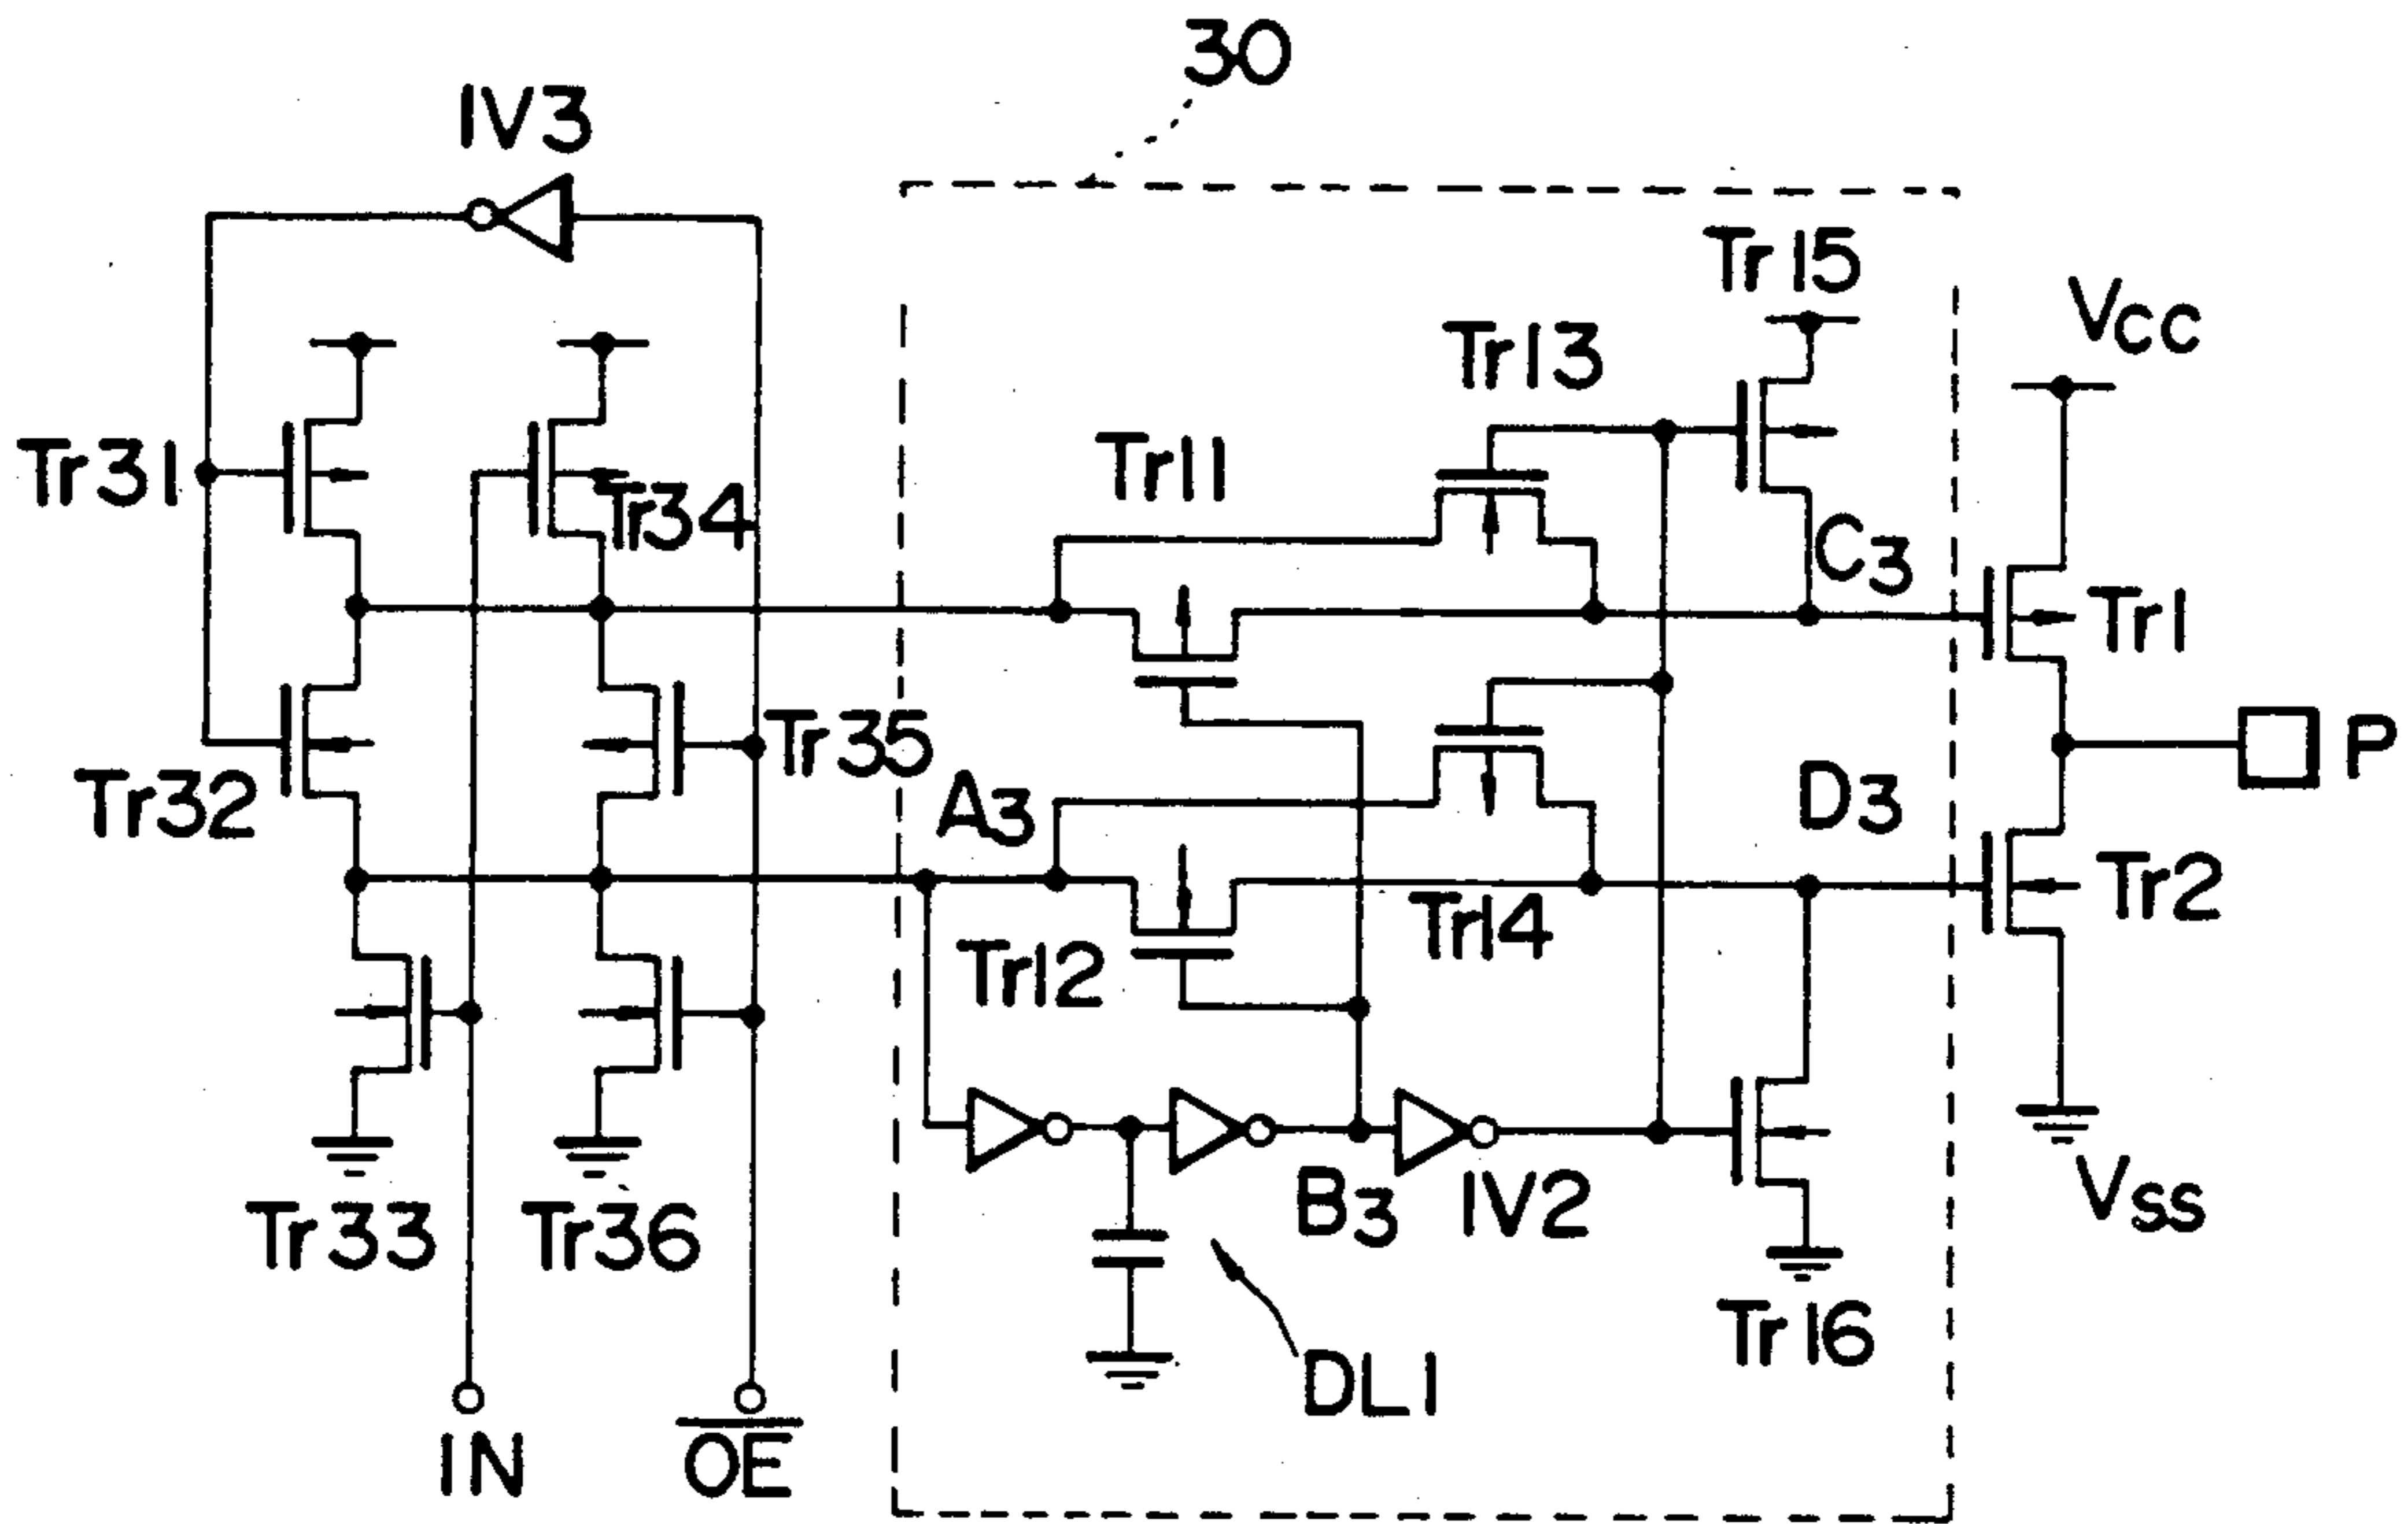 30
IV3
Tr15
VCC
Tr13
Tr11
Tr31
Tr34
C3
Tr1
Tr35
P
Tr32
A3
D3
Tr2
Tr14
Tr12
B3
IV2
VSS
Tr33
Tr36
Tr16
DL1
IN
OE